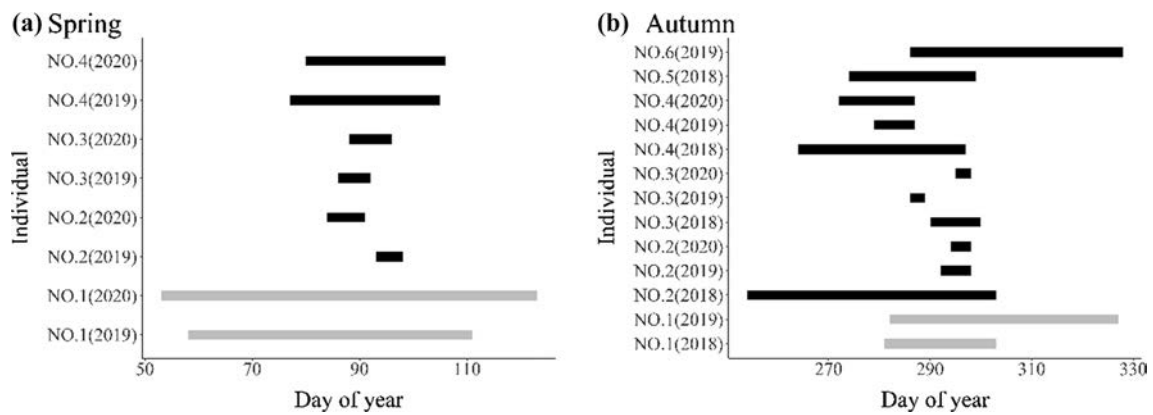 (a) Spring
Individual
NO.4(2020)
NO.4(2019)
NO.3(2020)
NO.3(2019)
NO.2(2020)
NO.2(2019)
NO.1(2020)
NO.1(2019)
50 70 90 110
Day of year
(b) Autumn
Individual
NO.6(2019)
NO.5(2018)
NO.4(2020)
NO.4(2019)
NO.4(2018)
NO.3(2020)
NO.3(2019)
NO.3(2018)
NO.2(2020)
NO.2(2019)
NO.2(2018)
NO.1(2019)
NO.1(2018)
270 290 310 330
Day of year